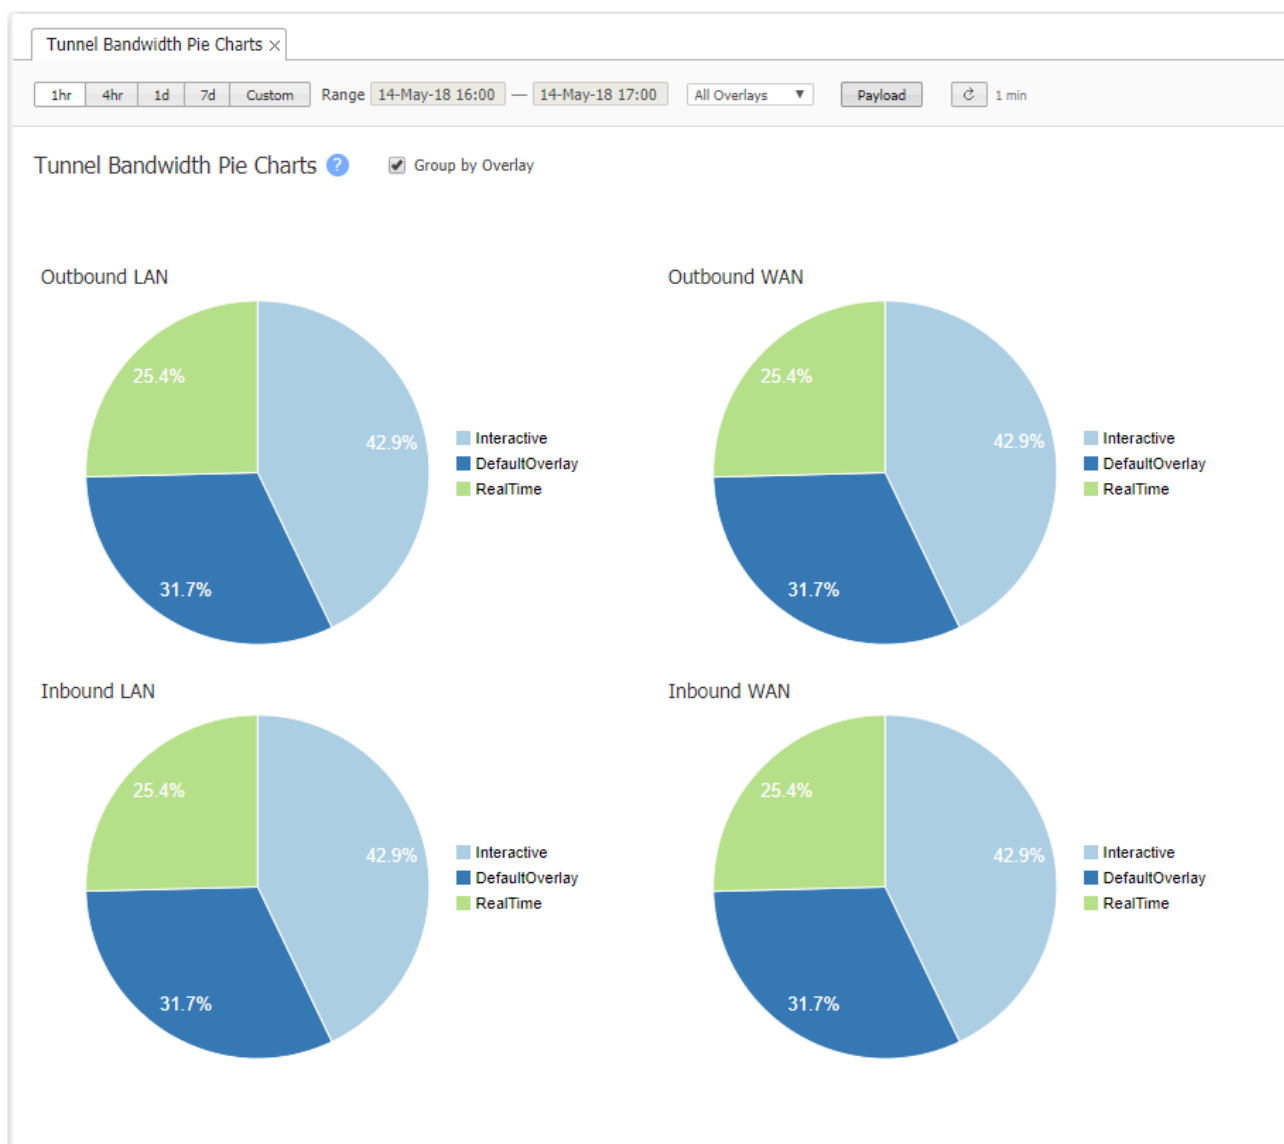 Tunnel Bandwidth Pie Charts ×
1hr 4hr 1d 7d Custom Range 14-May-18 16:00 — 14-May-18 17:00 All Overlays ▼ Payload 1 min
Tunnel Bandwidth Pie Charts ? Group by Overlay
Outbound LAN
25.4%
42.9%
31.7%
Interactive
DefaultOverlay
RealTime
Outbound WAN
25.4%
42.9%
31.7%
Interactive
DefaultOverlay
RealTime
Inbound LAN
25.4%
42.9%
31.7%
Interactive
DefaultOverlay
RealTime
Inbound WAN
25.4%
42.9%
31.7%
Interactive
DefaultOverlay
RealTime